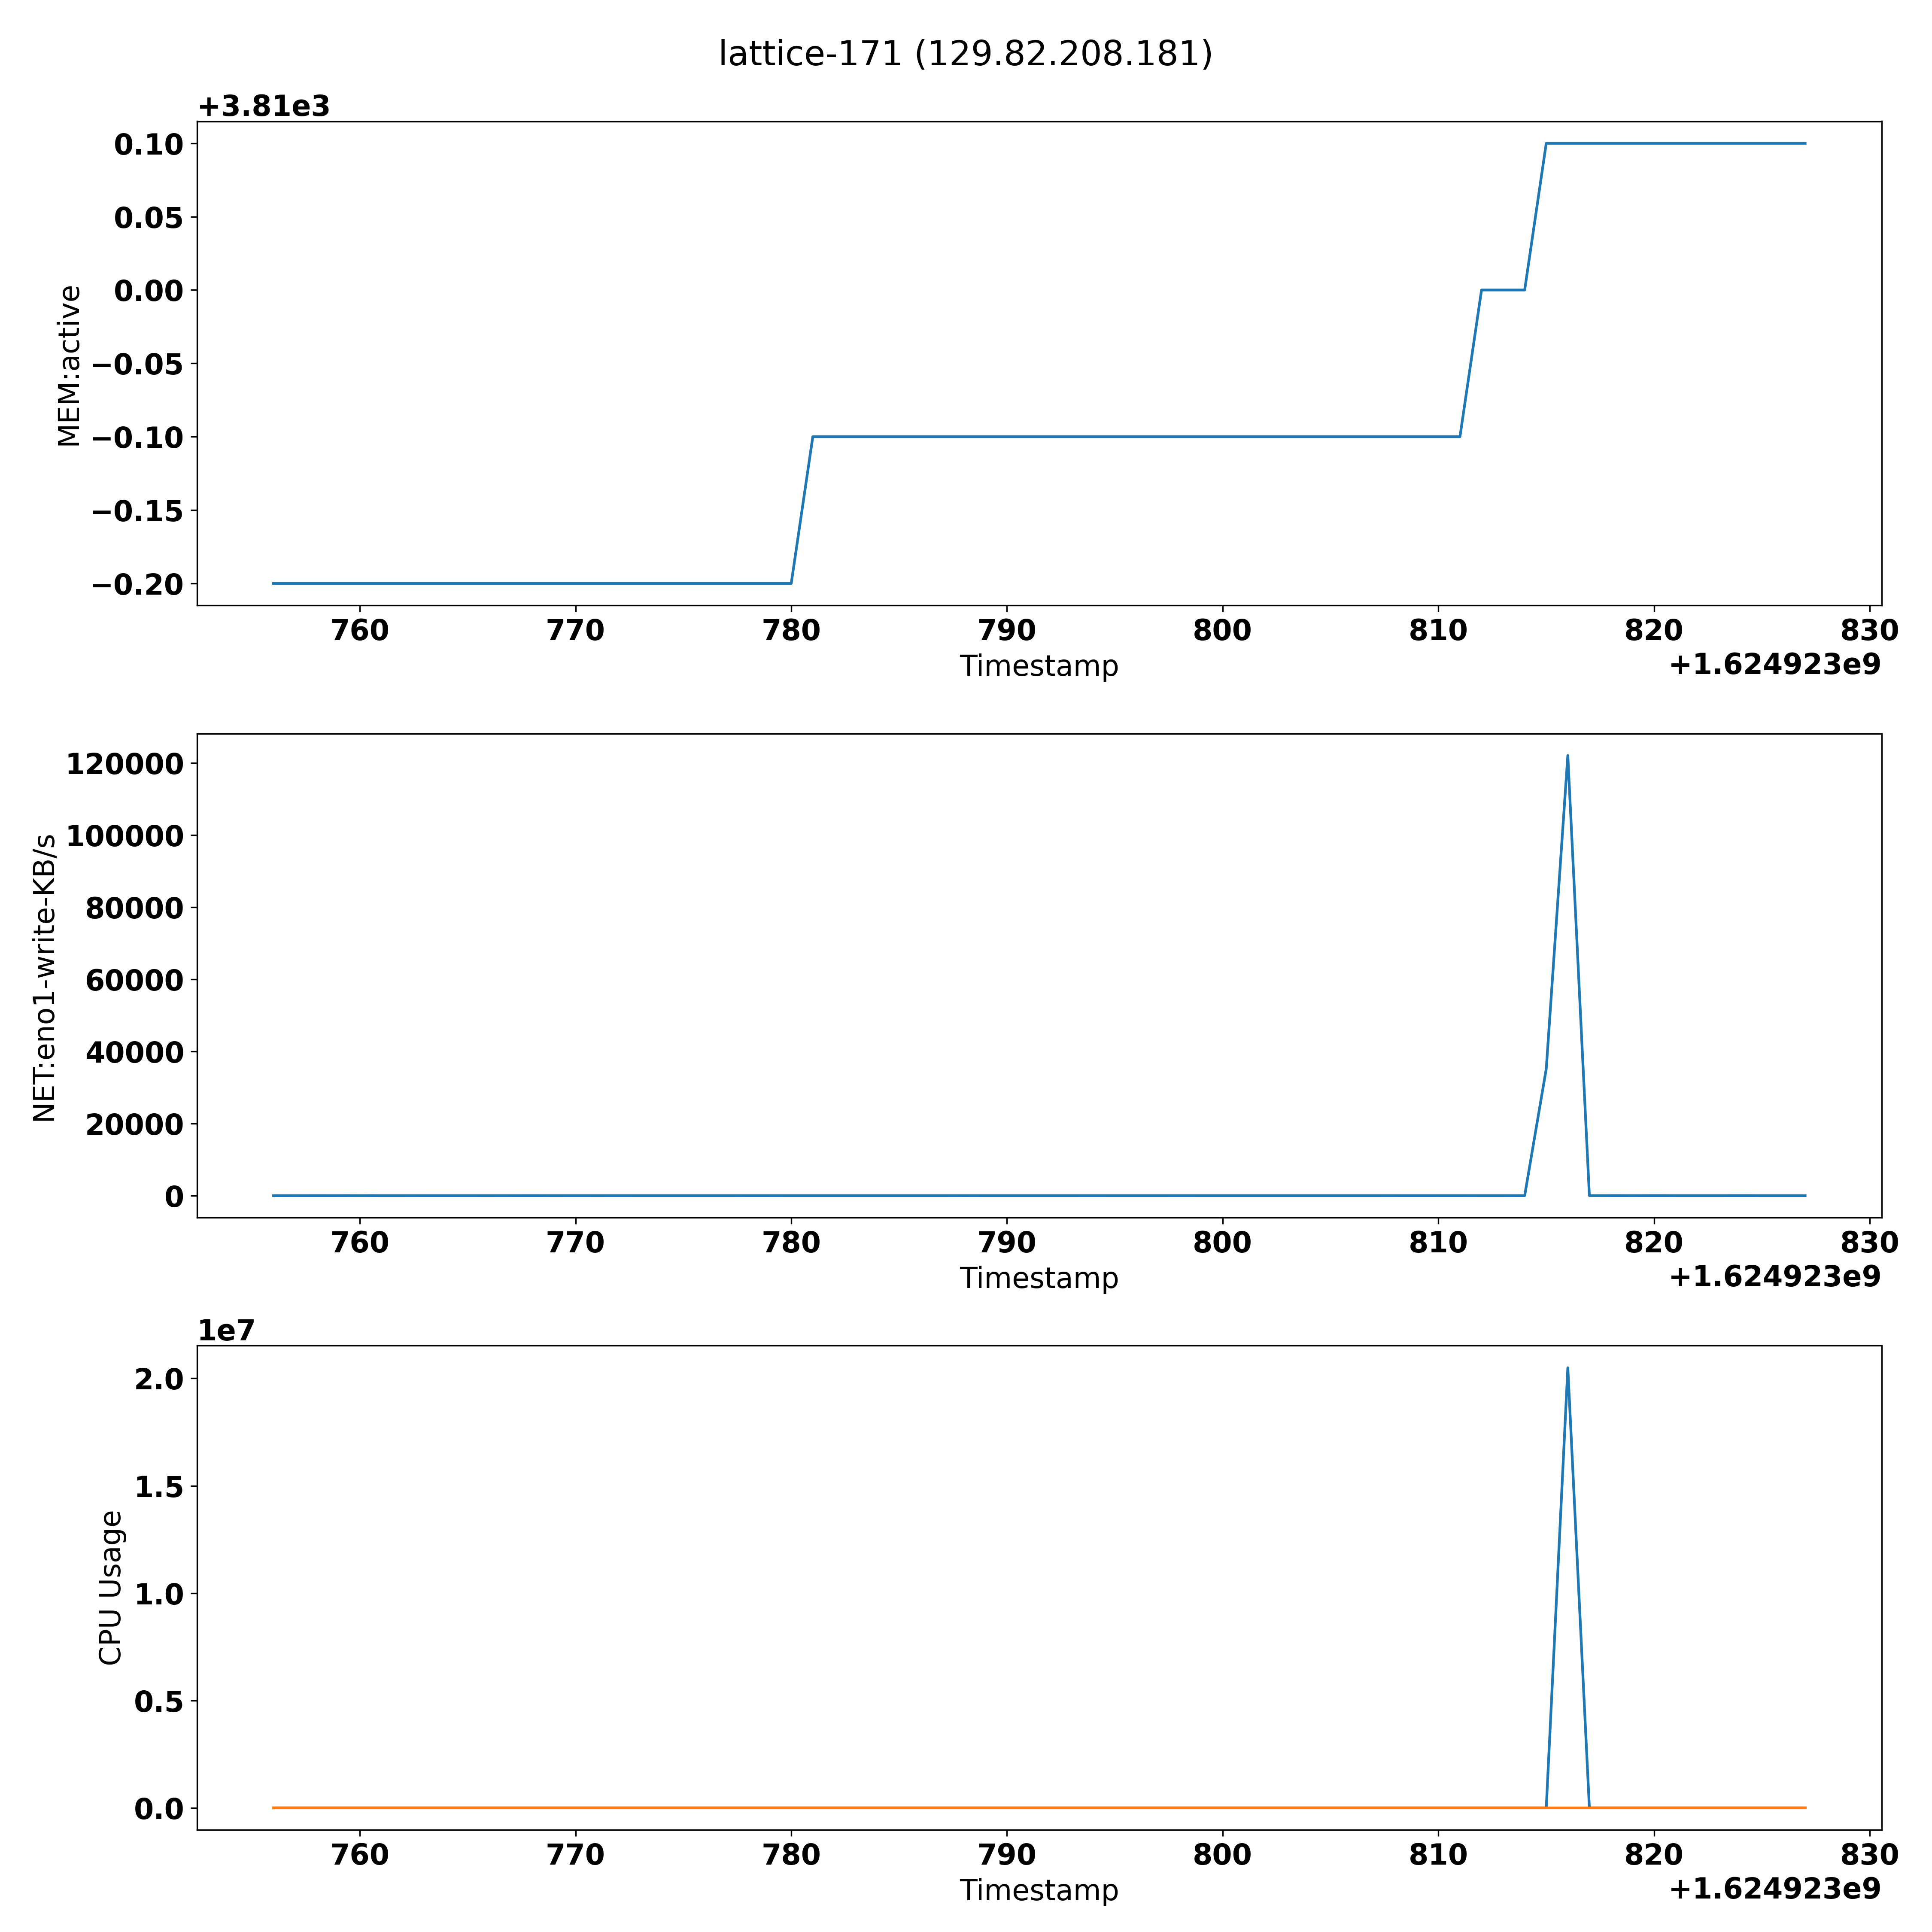 lattice-171 (129.82.208.181)
+3.81e3
0.10
0.05
0.00
−0.05
−0.10
−0.15
−0.20
MEM:active
760 770 780 790 800 810 820 830
Timestamp
+1.624923e9
120000
100000
80000
60000
40000
20000
0
NET:eno1-write-KB/s
760 770 780 790 800 810 820 830
Timestamp
+1.624923e9
1e7
2.0
1.5
1.0
0.5
0.0
CPU Usage
760 770 780 790 800 810 820 830
Timestamp
+1.624923e9